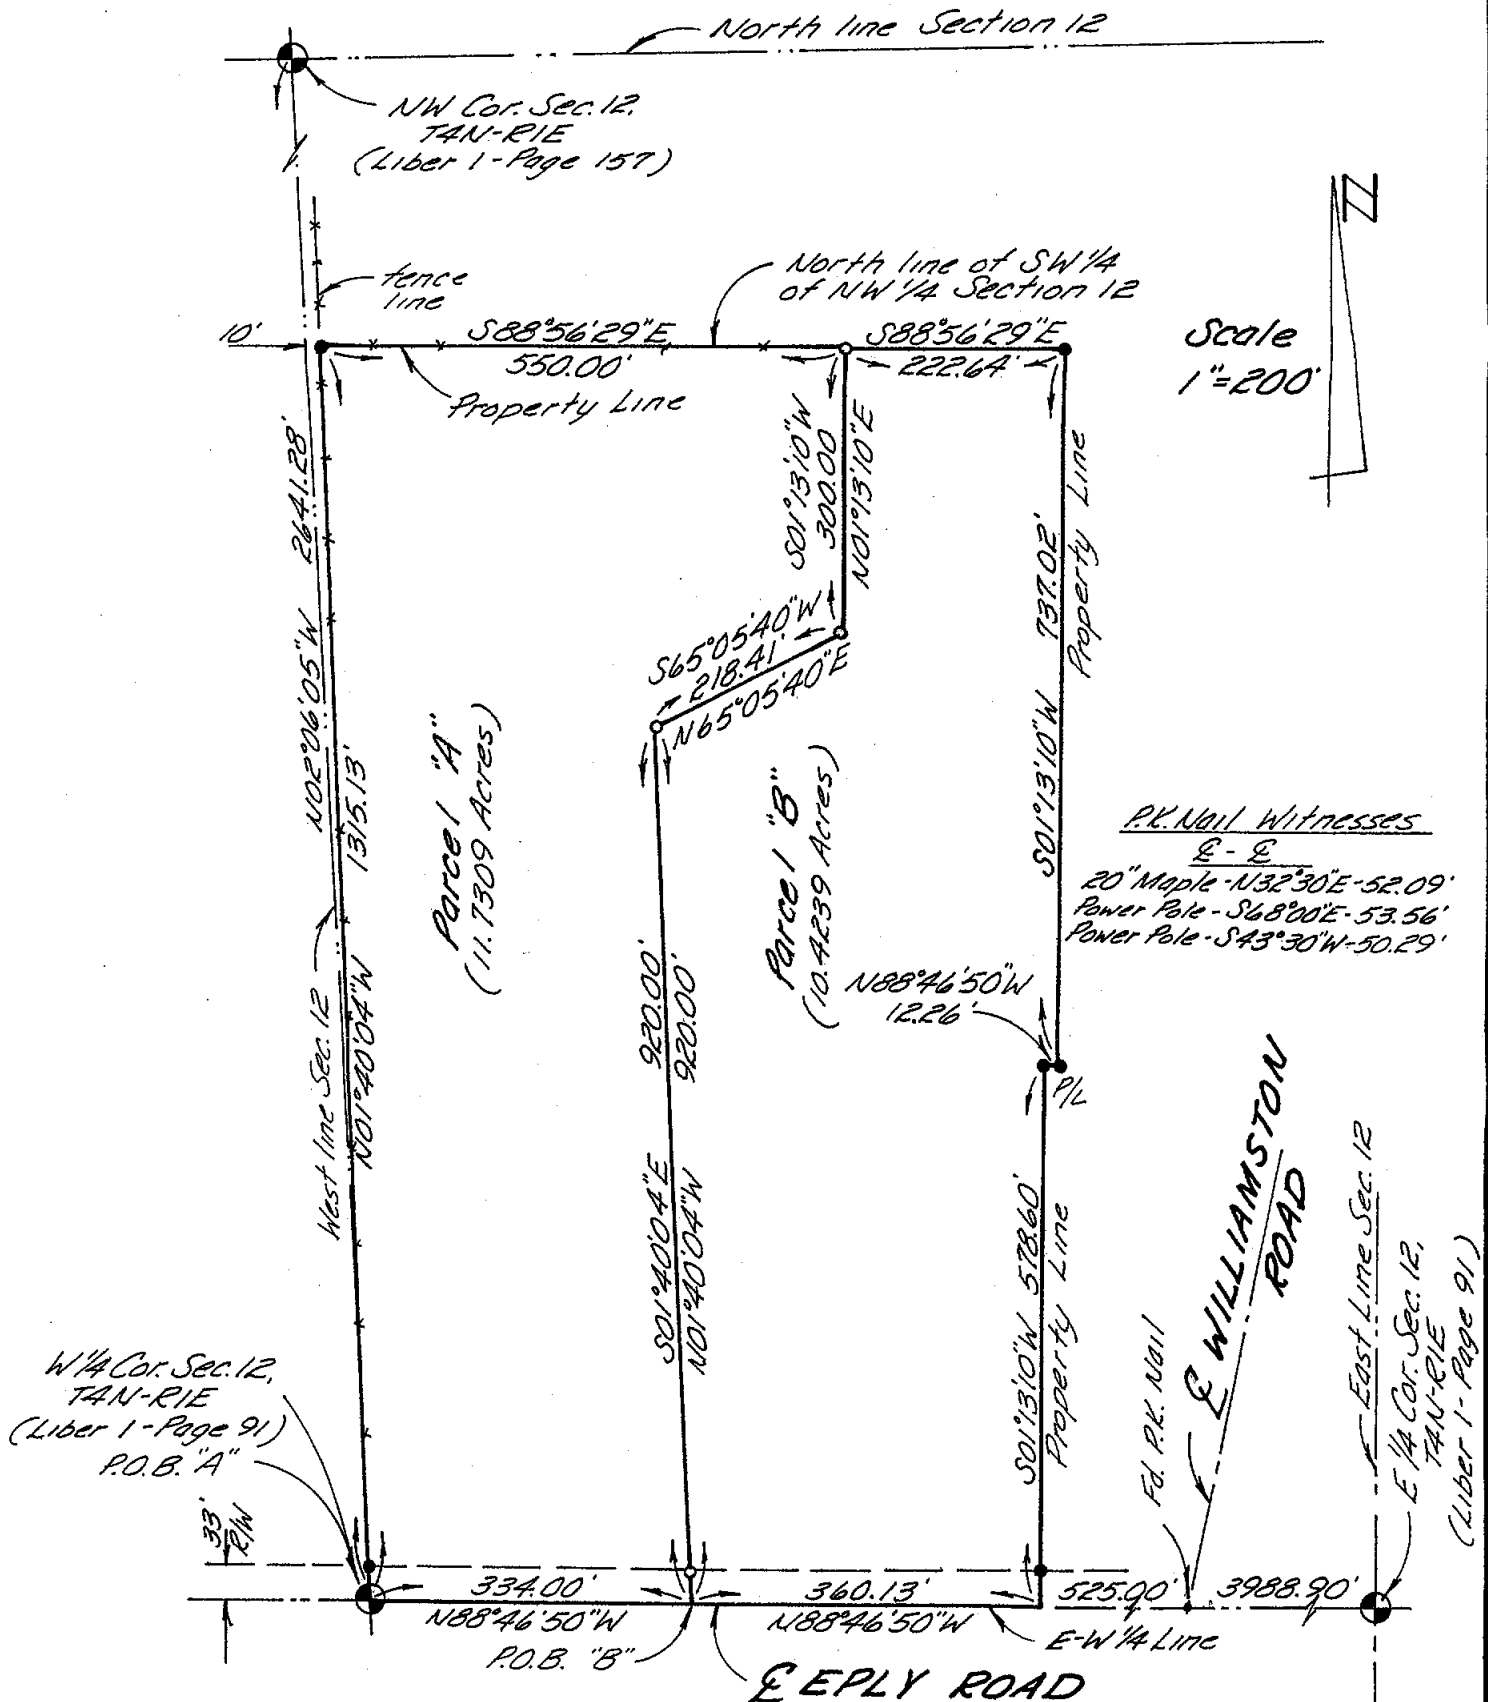 North line Section 12
NW Cor. Sec. 12,
T4N-R1E
(Liber 1-Page 157)
N
fence
line
North line of SW 1/4
of NW 1/4 Section 12
10'
S88°56'29"E
550.00'
S88°56'29"E
222.64'
Scale
1"=200'
Property Line
S01°13'10"W
300.00
N01°13'10"E
N02°06'05"W 2641.28'
S01°13'10"W 737.02'
Property Line
S65°05'40"W
218.41'
N65°05'40"E
Parcel "A"
(11.7309 Acres)
Parcel "B"
(10.4239 Acres)
N01°40'04"W 1315.13'
West line Sec. 12
P.K. Nail Witnesses
℄ - ℄
20" Maple - N32°30'E - 52.09'
Power Pole - S68°00'E - 53.56'
Power Pole - S43°30'W - 50.29'
N88°46'50"W
12.26'
P/L
S01°40'04"E 920.00'
N01°40'04"W 920.00'
S01°13'10"W 578.60'
Property Line
℄ WILLIAMSTON
ROAD
East Line Sec. 12
E 1/4 Cor. Sec. 12,
T4N-R1E
(Liber 1-Page 91)
Fd. P.K. Nail
W 1/4 Cor. Sec. 12,
T4N-R1E
(Liber 1-Page 91)
P.O.B. "A"
33'
R/W
334.00'
N88°46'50"W
360.13'
N88°46'50"W
525.00'
3988.90'
P.O.B. "B"
E-W 1/4 Line
℄ EPLY ROAD